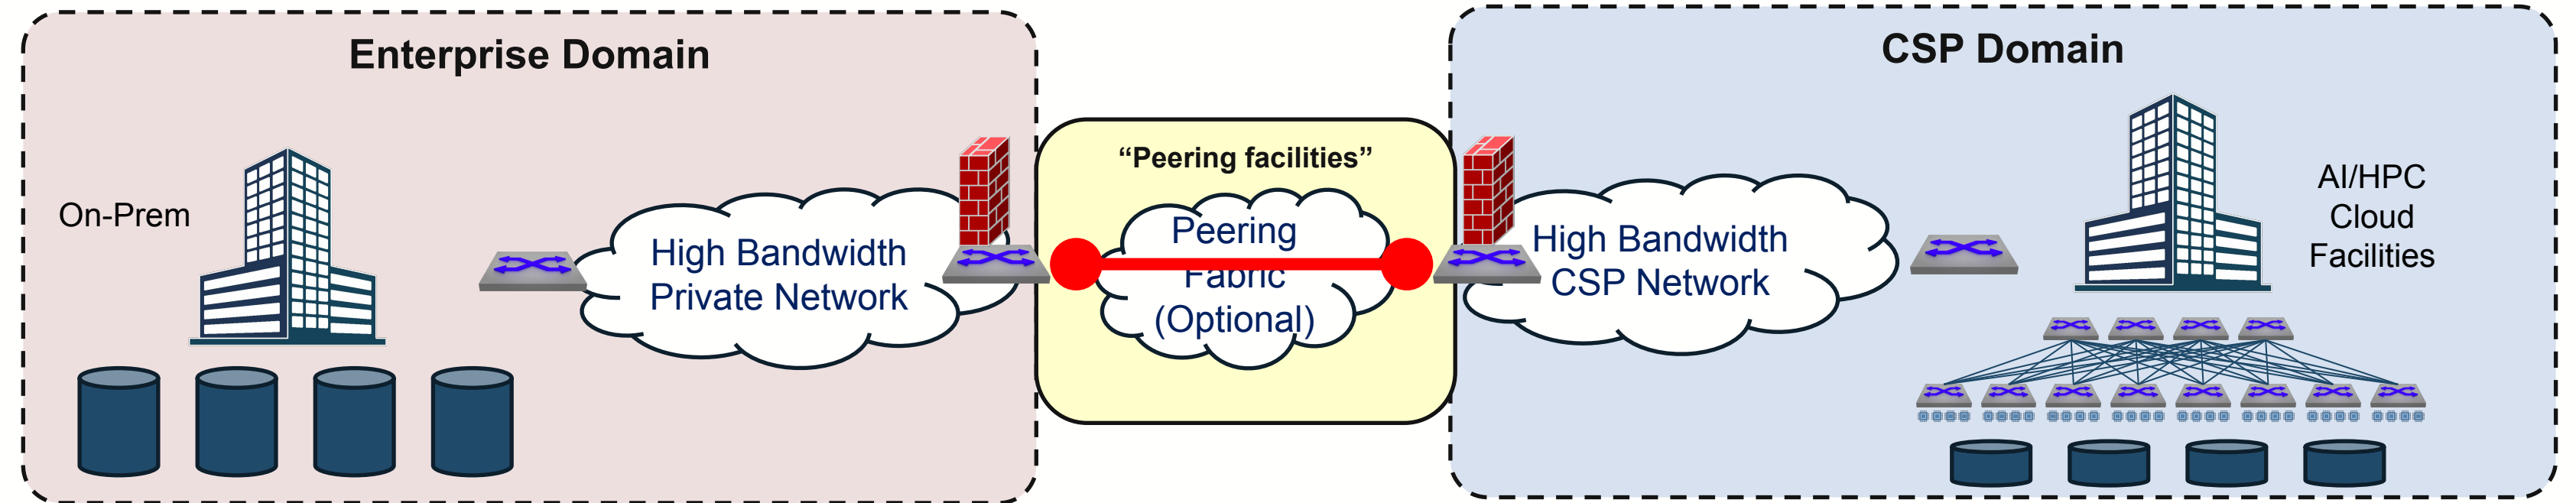 Enterprise Domain
On-Prem
High Bandwidth
Private Network
“Peering facilities”
Peering
Fabric
(Optional)
CSP Domain
High Bandwidth
CSP Network
AI/HPC
Cloud
Facilities